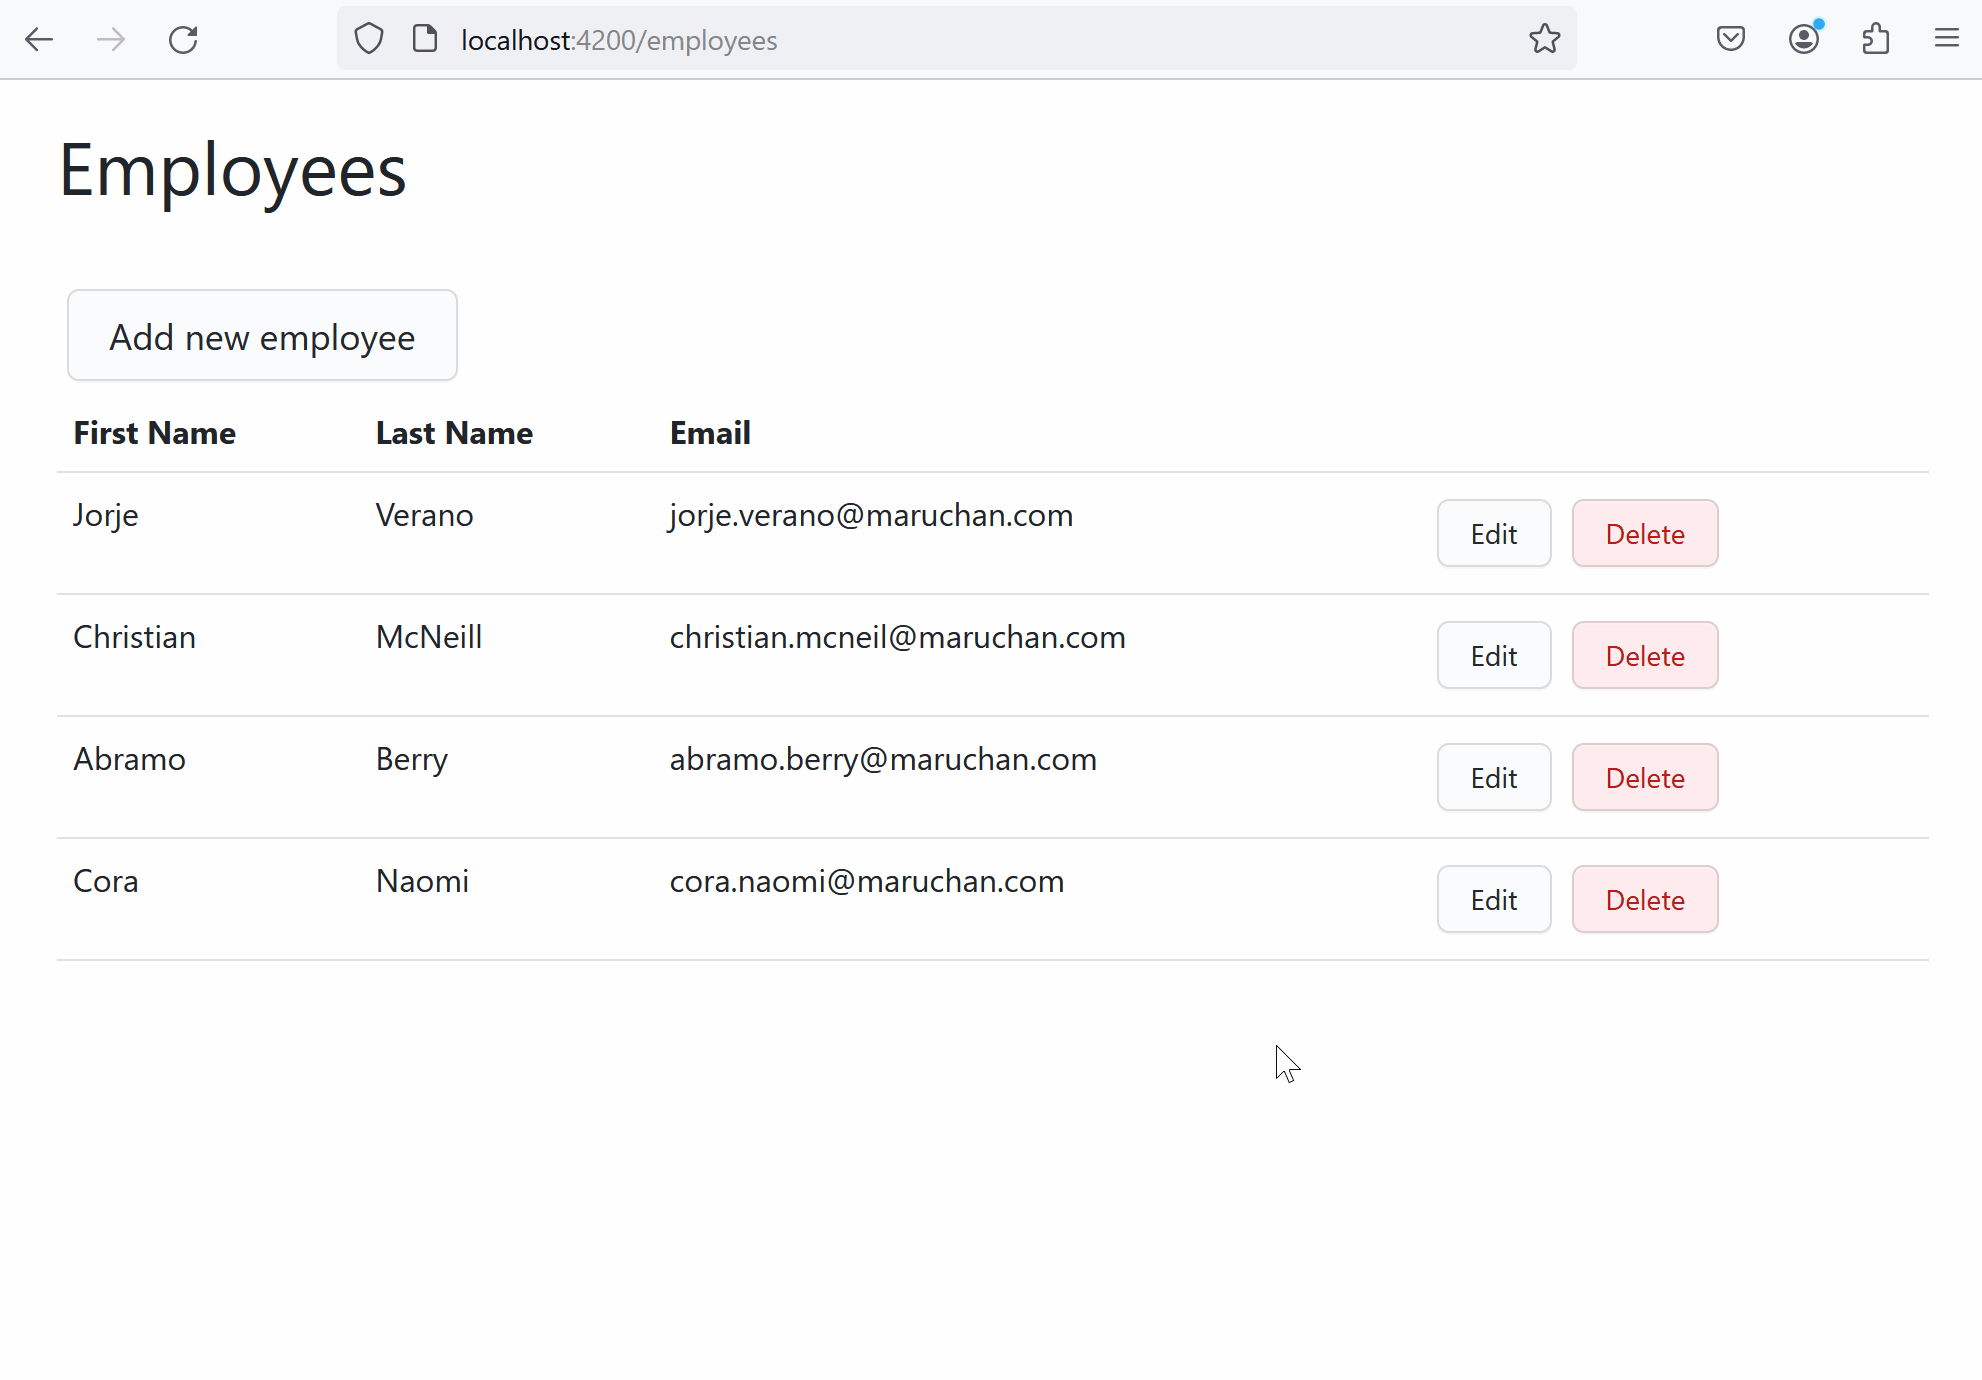 localhost:4200/employees
Employees
Add new employee
First Name Last Name Email
Jorje Verano jorje.verano@maruchan.com Edit Delete
Christian McNeill christian.mcneil@maruchan.com Edit Delete
Abramo Berry abramo.berry@maruchan.com Edit Delete
Cora Naomi cora.naomi@maruchan.com Edit Delete